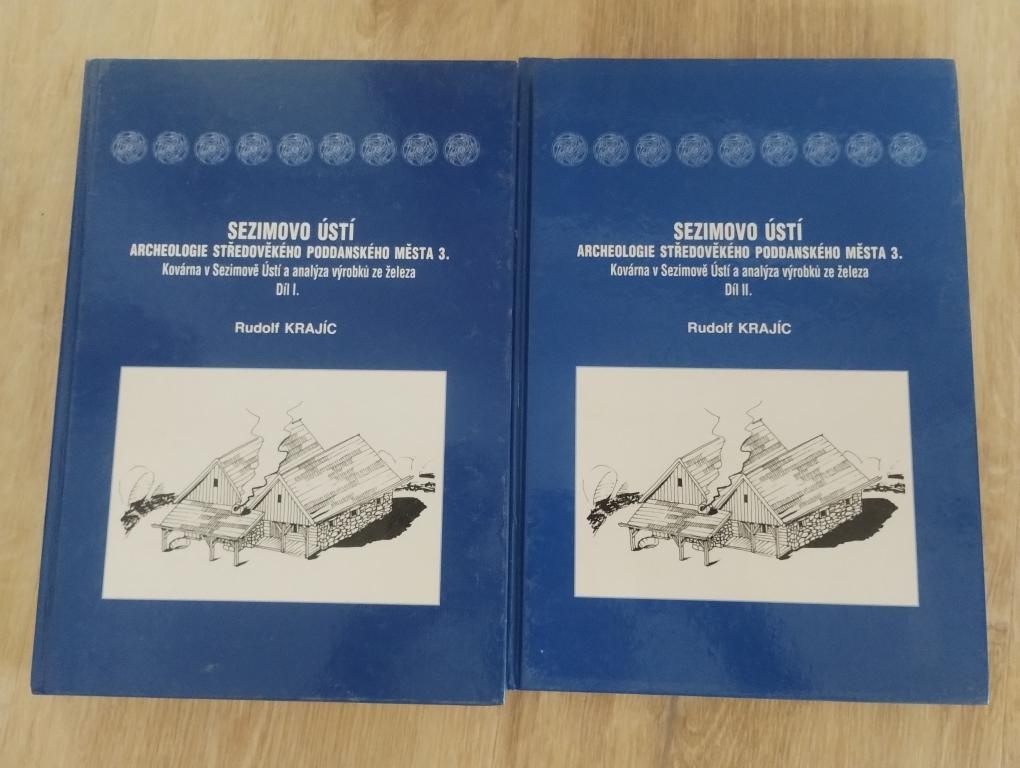 SEZIMOVO ÚSTÍ
ARCHEOLOGIE STŘEDOVĚKÉHO PODDANSKÉHO MĚSTA 3.
Kovárna v Sezimově Ústí a analýza výrobků ze železa
Díl I.
Rudolf KRAJÍC
SEZIMOVO ÚSTÍ
ARCHEOLOGIE STŘEDOVĚKÉHO PODDANSKÉHO MĚSTA 3.
Kovárna v Sezimově Ústí a analýza výrobků ze železa
Díl II.
Rudolf KRAJÍC